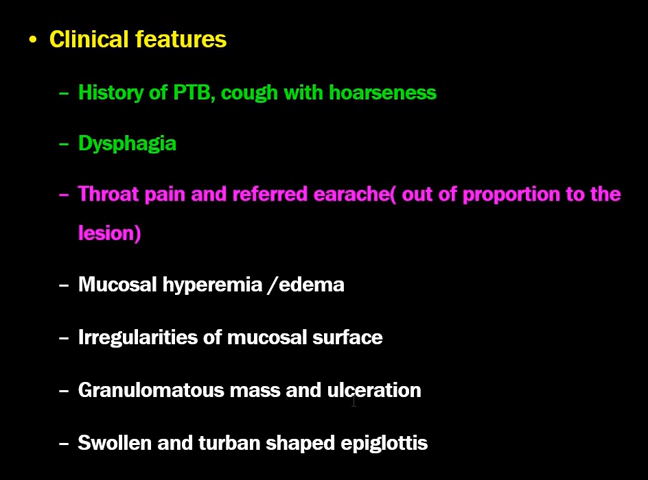 • Clinical features
– History of PTB, cough with hoarseness
– Dysphagia
– Throat pain and referred earache( out of proportion to the
lesion)
– Mucosal hyperemia /edema
– Irregularities of mucosal surface
– Granulomatous mass and ulceration
– Swollen and turban shaped epiglottis